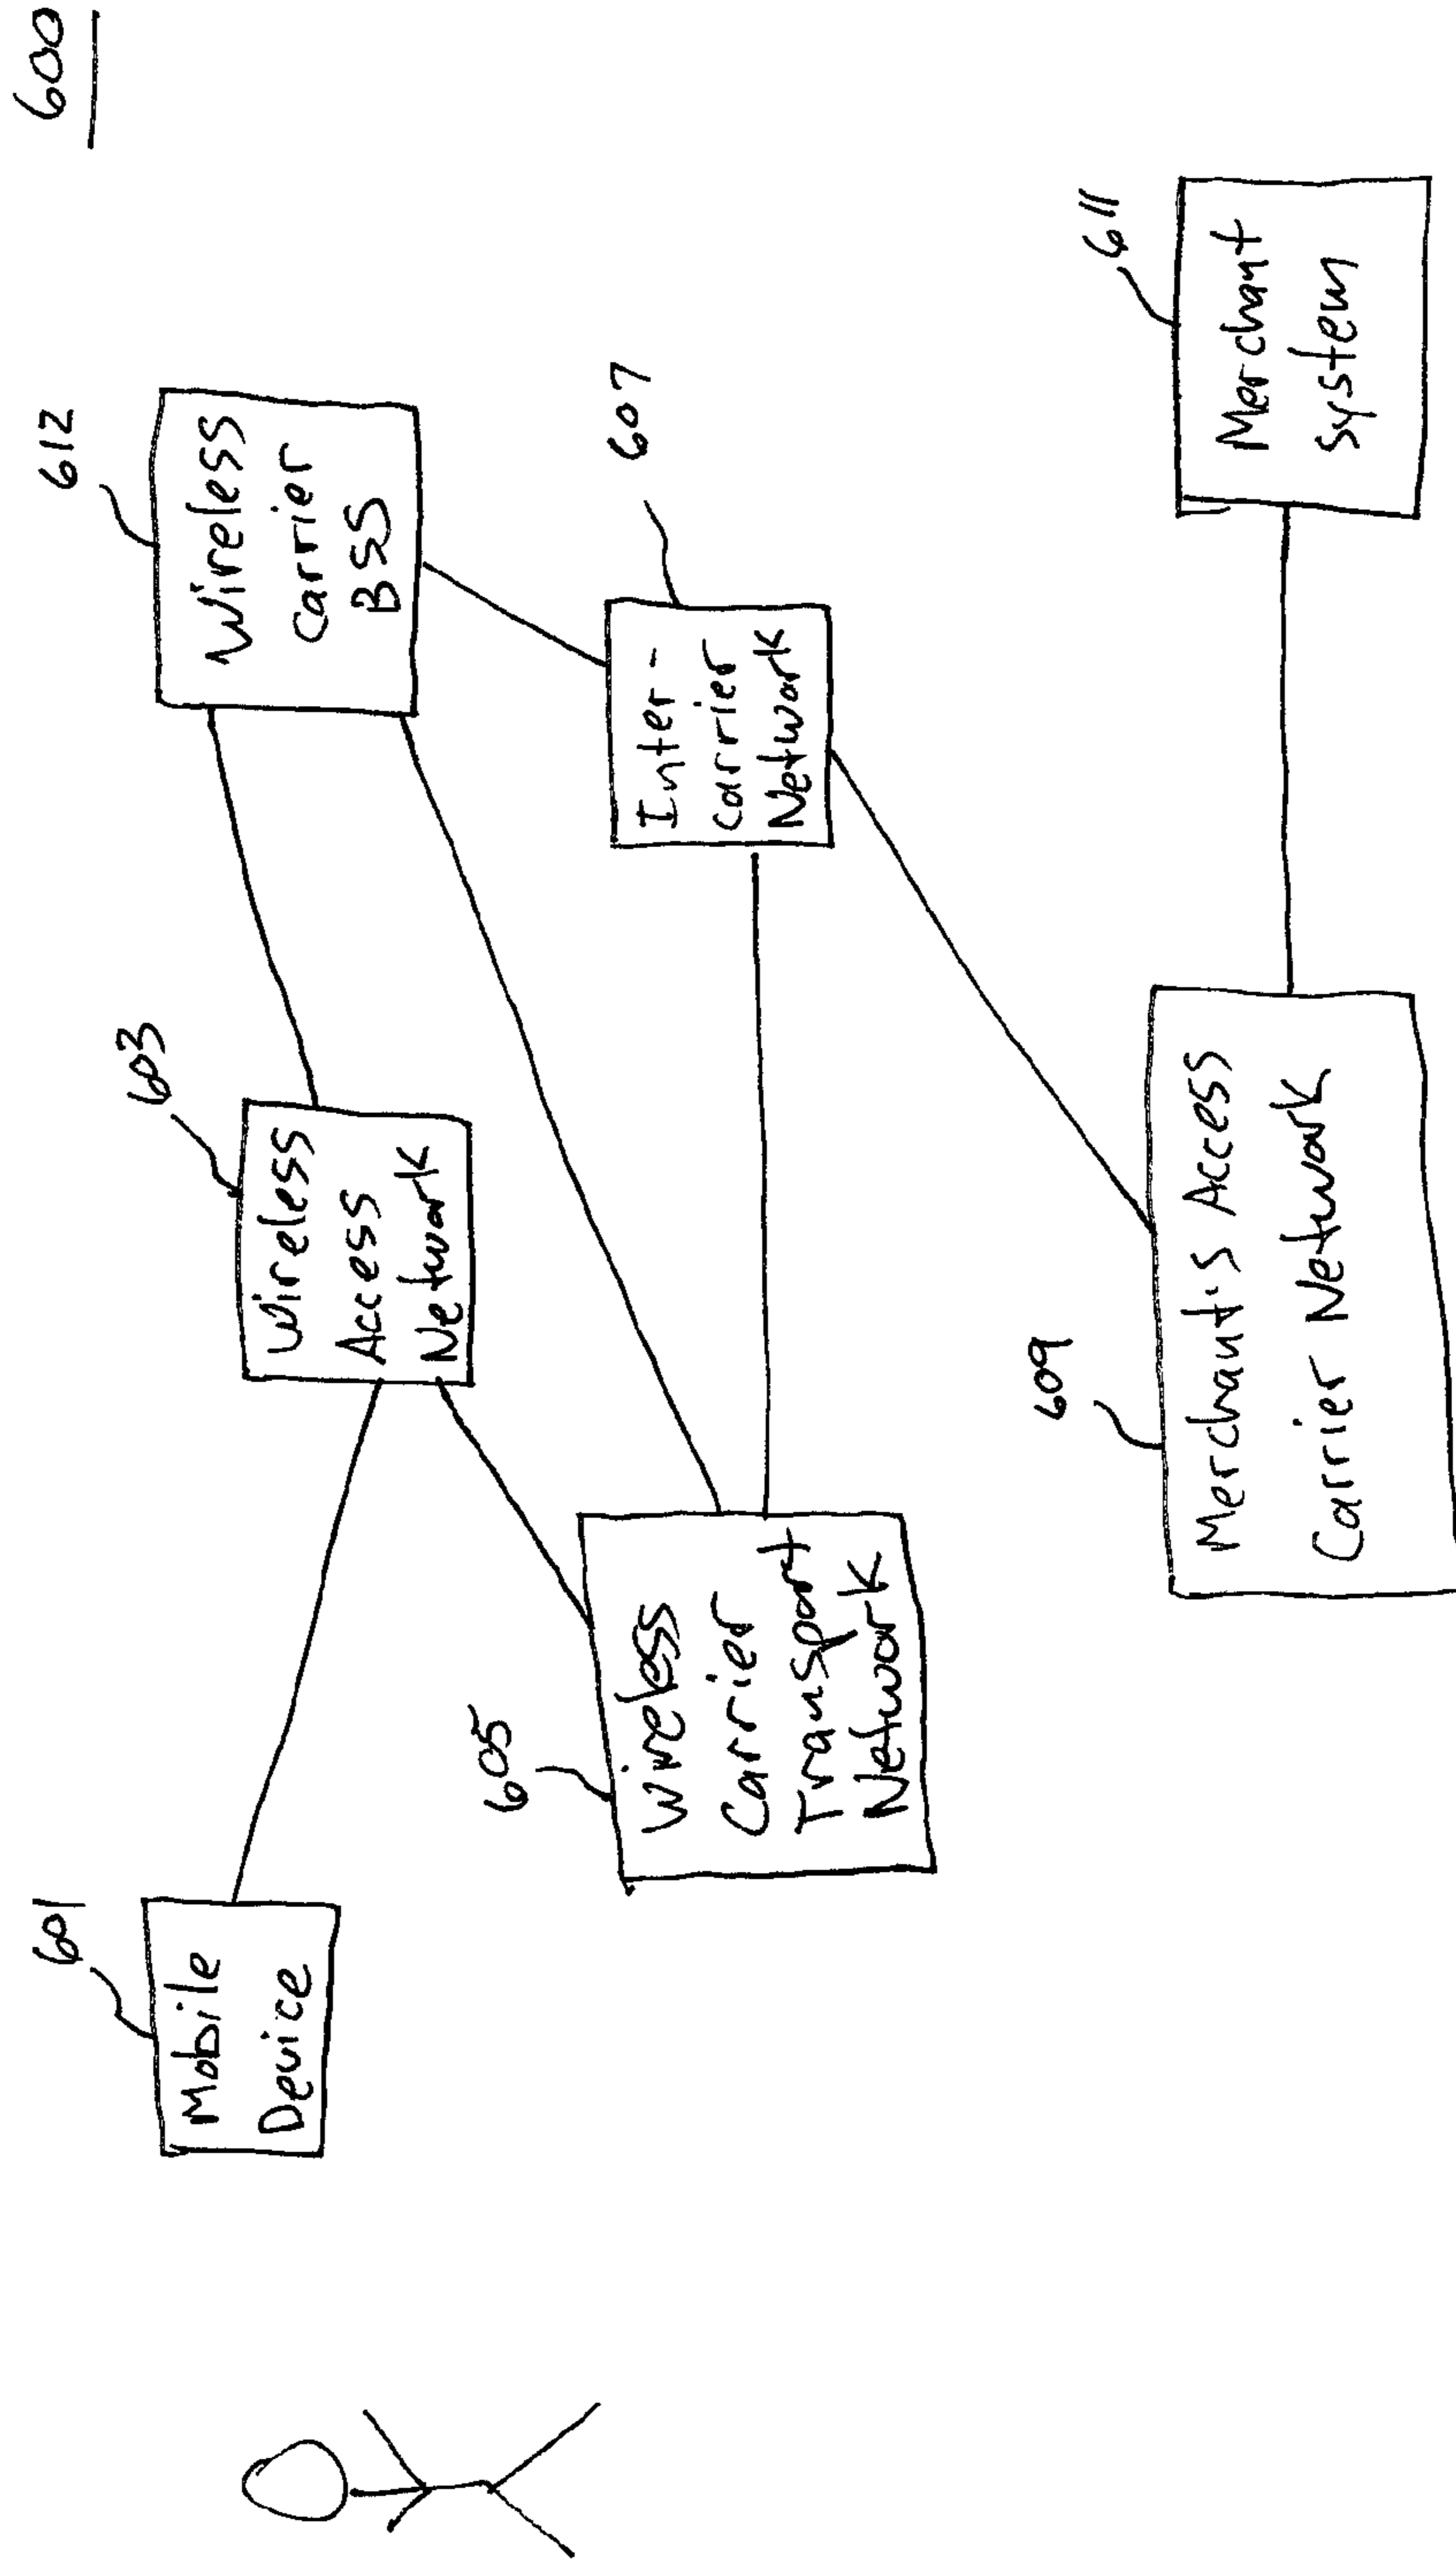 600
612
Wireless
Carrier
BSS
603
Wireless
Access
Network
601
Mobile
Device
607
Inter-
Carrier
Network
605
Wireless
Carrier
Transport
Network
611
Merchant
System
609
Merchant's Access
Carrier Network